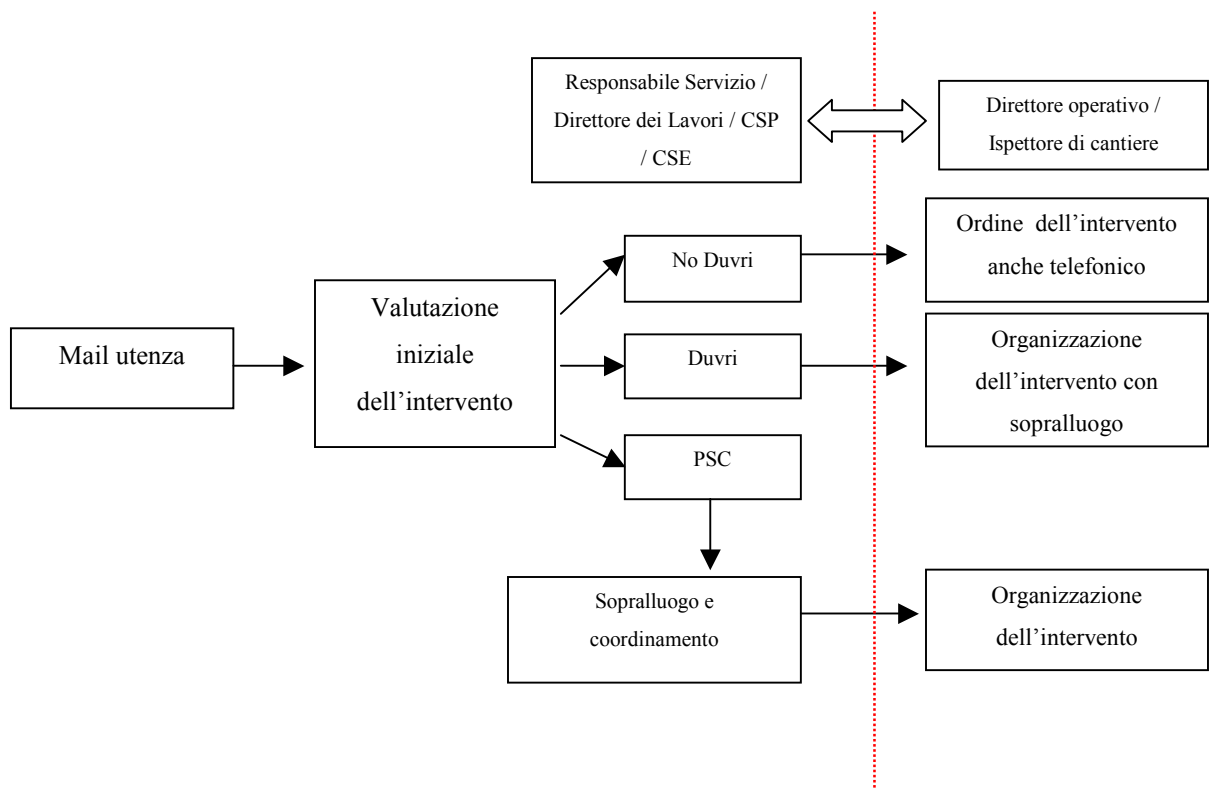 Responsabile Servizio /
Direttore dei Lavori / CSP
/ CSE
Direttore operativo /
Ispettore di cantiere
Mail utenza
Valutazione
iniziale
dell’intervento
No Duvri
Ordine dell’intervento
anche telefonico
Duvri
Organizzazione
dell’intervento con
sopralluogo
PSC
Sopralluogo e
coordinamento
Organizzazione
dell’intervento